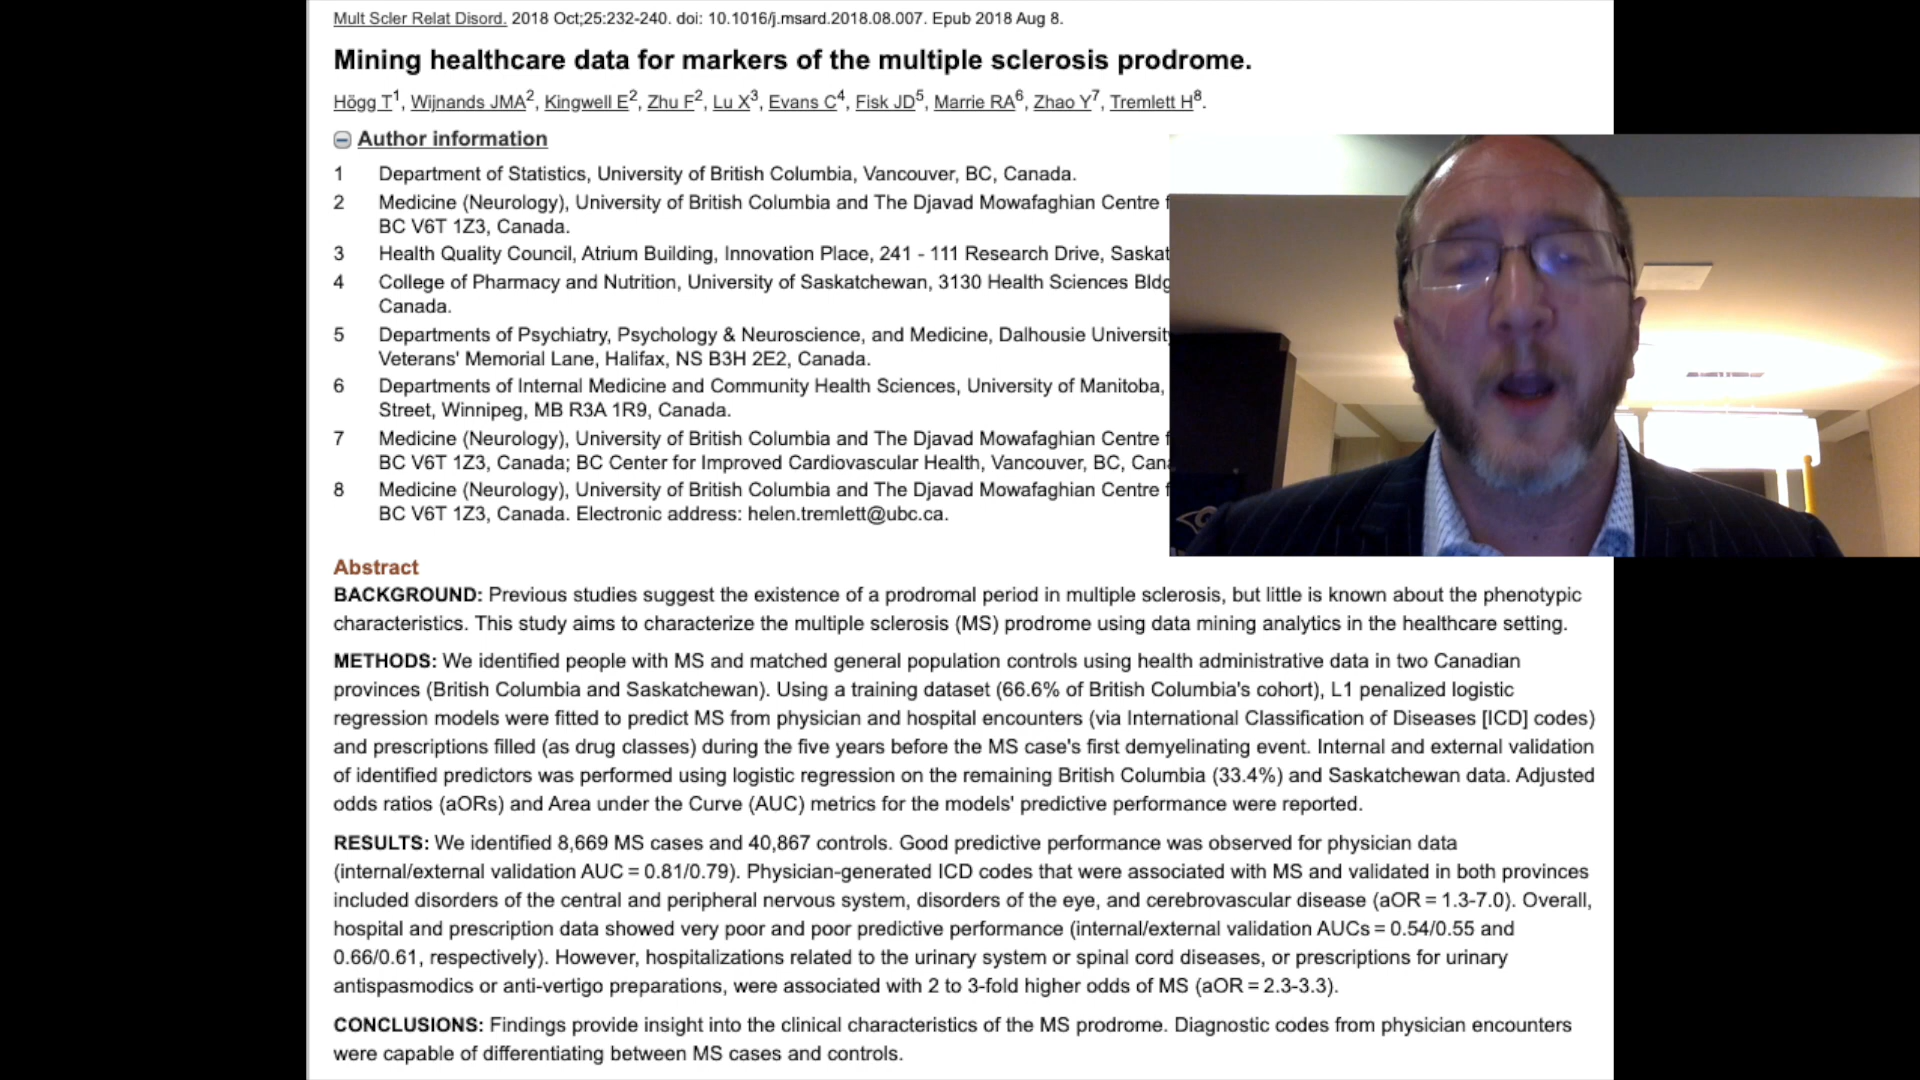 Mult Scler Relat Disord. 2018 Oct;25:232-240. doi: 10.1016/j.msard.2018.08.007. Epub 2018 Aug 8.
Mining healthcare data for markers of the multiple sclerosis prodrome.
Högg T1, Wijnands JMA2, Kingwell E2, Zhu F2, Lu X3, Evans C4, Fisk JD5, Marrie RA6, Zhao Y7, Tremlett H8.
Author information
1 Department of Statistics, University of British Columbia, Vancouver, BC, Canada.
2 Medicine (Neurology), University of British Columbia and The Djavad Mowafaghian Centre
BC V6T 1Z3, Canada.
3 Health Quality Council, Atrium Building, Innovation Place, 241 - 111 Research Drive, Saskat
4 College of Pharmacy and Nutrition, University of Saskatchewan, 3130 Health Sciences Bldg
Canada.
5 Departments of Psychiatry, Psychology & Neuroscience, and Medicine, Dalhousie University
Veterans' Memorial Lane, Halifax, NS B3H 2E2, Canada.
6 Departments of Internal Medicine and Community Health Sciences, University of Manitoba,
Street, Winnipeg, MB R3A 1R9, Canada.
7 Medicine (Neurology), University of British Columbia and The Djavad Mowafaghian Centre
BC V6T 1Z3, Canada; BC Center for Improved Cardiovascular Health, Vancouver, BC, Can
8 Medicine (Neurology), University of British Columbia and The Djavad Mowafaghian Centre
BC V6T 1Z3, Canada. Electronic address: helen.tremlett@ubc.ca.
Abstract
BACKGROUND: Previous studies suggest the existence of a prodromal period in multiple sclerosis, but little is known about the phenotypic
characteristics. This study aims to characterize the multiple sclerosis (MS) prodrome using data mining analytics in the healthcare setting.
METHODS: We identified people with MS and matched general population controls using health administrative data in two Canadian
provinces (British Columbia and Saskatchewan). Using a training dataset (66.6% of British Columbia's cohort), L1 penalized logistic
regression models were fitted to predict MS from physician and hospital encounters (via International Classification of Diseases [ICD] codes)
and prescriptions filled (as drug classes) during the five years before the MS case's first demyelinating event. Internal and external validation
of identified predictors was performed using logistic regression on the remaining British Columbia (33.4%) and Saskatchewan data. Adjusted
odds ratios (aORs) and Area under the Curve (AUC) metrics for the models' predictive performance were reported.
RESULTS: We identified 8,669 MS cases and 40,867 controls. Good predictive performance was observed for physician data
(internal/external validation AUC = 0.81/0.79). Physician-generated ICD codes that were associated with MS and validated in both provinces
included disorders of the central and peripheral nervous system, disorders of the eye, and cerebrovascular disease (aOR = 1.3-7.0). Overall,
hospital and prescription data showed very poor and poor predictive performance (internal/external validation AUCs = 0.54/0.55 and
0.66/0.61, respectively). However, hospitalizations related to the urinary system or spinal cord diseases, or prescriptions for urinary
antispasmodics or anti-vertigo preparations, were associated with 2 to 3-fold higher odds of MS (aOR = 2.3-3.3).
CONCLUSIONS: Findings provide insight into the clinical characteristics of the MS prodrome. Diagnostic codes from physician encounters
were capable of differentiating between MS cases and controls.